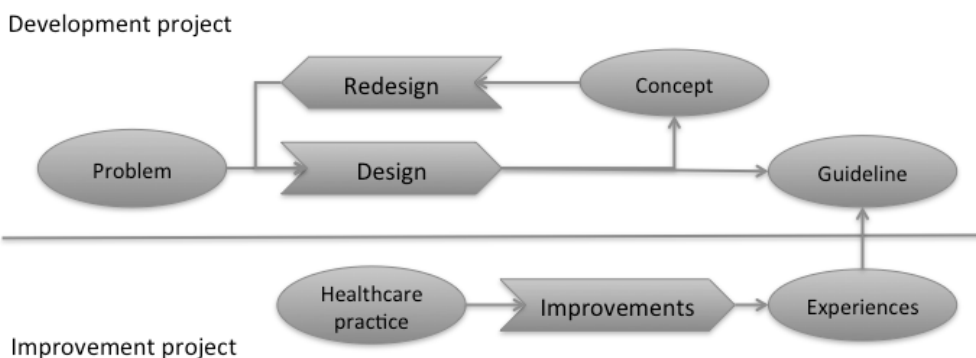 Development project
Redesign
Concept
Problem
Design
Guideline
Healthcare
practice
Improvements
Experiences
Improvement project